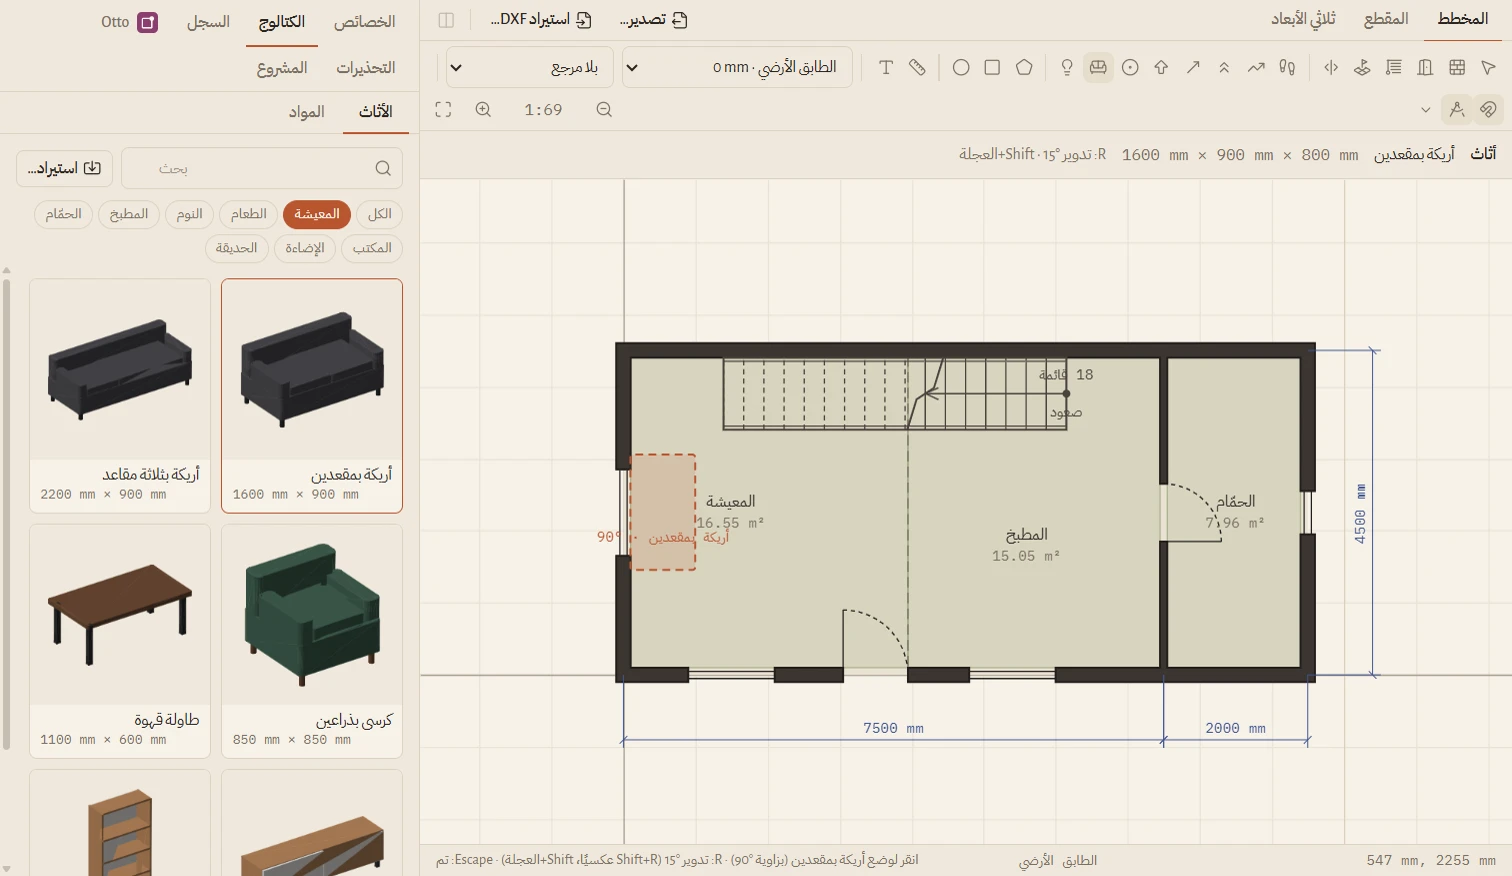 المخطط
المقطع
ثلاثي الأبعاد
تصدير...
استيراد DXF...
الخصائص
الكتالوج
السجل
Otto
التحذيرات
المشروع
الطابق الأرضي · 0 mm
بلا مرجع
1:69
الأثاث
المواد
أثاث
أريكة بمقعدين
1600 mm × 900 mm × 800 mm
R: تدوير 15° · Shift+العجلة
بحث
استيراد...
الكل
المعيشة
الطعام
النوم
المطبخ
الحمّام
المكتب
الإضاءة
الحديقة
أريكة بمقعدين
1600 mm × 900 mm
أريكة بثلاثة مقاعد
2200 mm × 900 mm
كرسي بذراعين
850 mm × 850 mm
طاولة قهوة
1100 mm × 600 mm
18 قائمة
صعود
المعيشة
16.55 m²
أريكة بمقعدين · 90°
المطبخ
15.05 m²
الحمّام
7.96 m²
4500 mm
7500 mm
2000 mm
547 mm, 2255 mm
الطابق الأرضي
انقر لوضع أريكة بمقعدين (بزاوية 90°) · R: تدوير 15° (Shift+R عكسيًا، Shift+العجلة) · Escape: تم